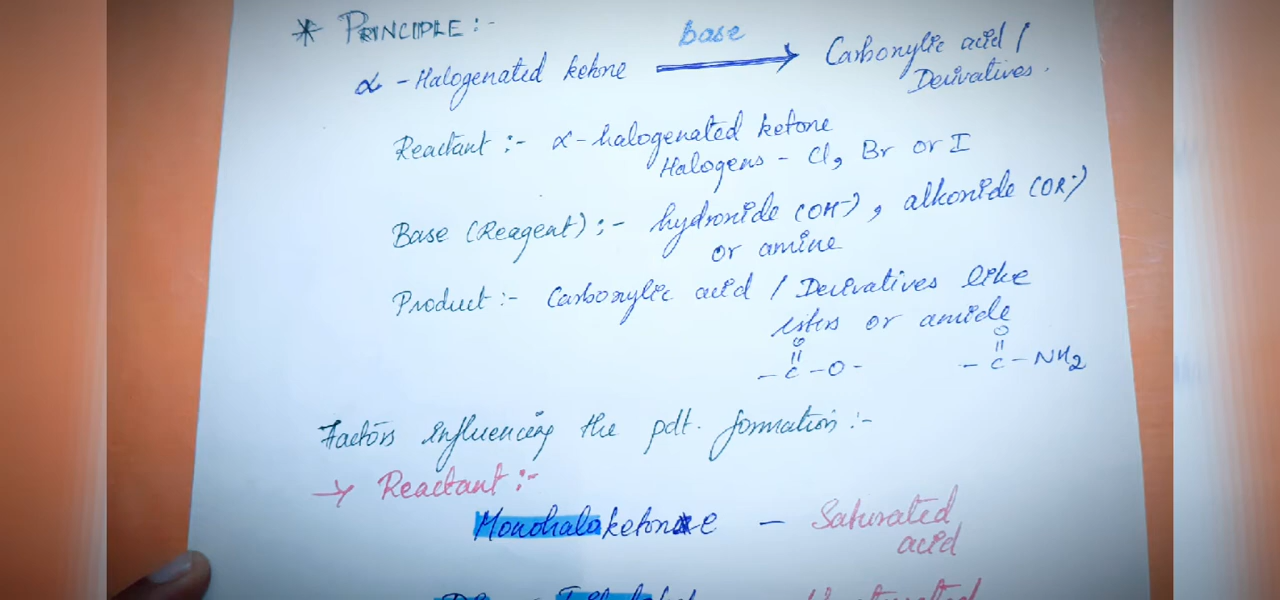 * PRINCIPLE :-
base
α - Halogenated ketone → Carboxylic acid /
Derivatives.
Reactant :- α-halogenated ketone
Halogens - Cl, Br or I
Base (Reagent) :- hydroxide (OH⁻), alkoxide (OR⁻)
or amine
Product :- Carboxylic acid / Derivatives like
esters or amide
O
||
- C - O -
O
||
- C - NH2
Factors influencing the pdt. formation :-
→ Reactant :-
Monohaloketone - Saturated
acid